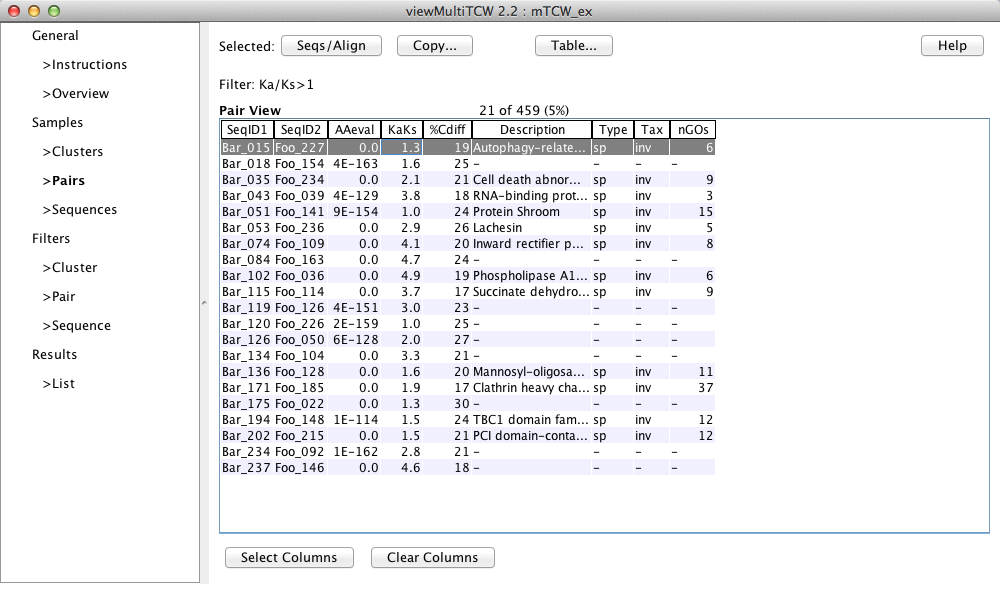 viewMultiTCW 2.2 : mTCW_ex
General
>Instructions
>Overview
Samples
>Clusters
>Pairs
>Sequences
Filters
>Cluster
>Pair
>Sequence
Results
>List
Selected: Seqs/Align Copy... Table... Help
Filter: Ka/Ks>1
Pair View 21 of 459 (5%)
SeqID1 SeqID2 AAeval KaKs %Cdiff Description Type Tax nGOs
Bar_015 Foo_227 0.0 1.3 19 Autophagy-relate... sp inv 6
Bar_018 Foo_154 4E-163 1.6 25 - - - -
Bar_035 Foo_234 0.0 2.1 21 Cell death abnor... sp inv 9
Bar_043 Foo_039 4E-129 3.8 18 RNA-binding prot... sp inv 3
Bar_051 Foo_141 9E-154 1.0 24 Protein Shroom sp inv 15
Bar_053 Foo_236 0.0 2.9 26 Lachesin sp inv 5
Bar_074 Foo_109 0.0 4.1 20 Inward rectifier p... sp inv 8
Bar_084 Foo_163 0.0 4.7 24 - - - -
Bar_102 Foo_036 0.0 4.9 19 Phospholipase A1... sp inv 6
Bar_115 Foo_114 0.0 3.7 17 Succinate dehydro... sp inv 9
Bar_119 Foo_126 4E-151 3.0 23 - - - -
Bar_120 Foo_226 2E-159 1.0 25 - - - -
Bar_126 Foo_050 6E-128 2.0 27 - - - -
Bar_134 Foo_104 0.0 3.3 21 - - - -
Bar_136 Foo_128 0.0 1.6 20 Mannosyl-oligosa... sp inv 11
Bar_171 Foo_185 0.0 1.9 17 Clathrin heavy cha... sp inv 37
Bar_175 Foo_022 0.0 1.3 30 - - - -
Bar_194 Foo_148 1E-114 1.5 24 TBC1 domain fam... sp inv 12
Bar_202 Foo_215 0.0 1.5 21 PCI domain-conta... sp inv 12
Bar_234 Foo_092 1E-162 2.8 21 - - - -
Bar_237 Foo_146 0.0 4.6 18 - - - -
Select Columns Clear Columns